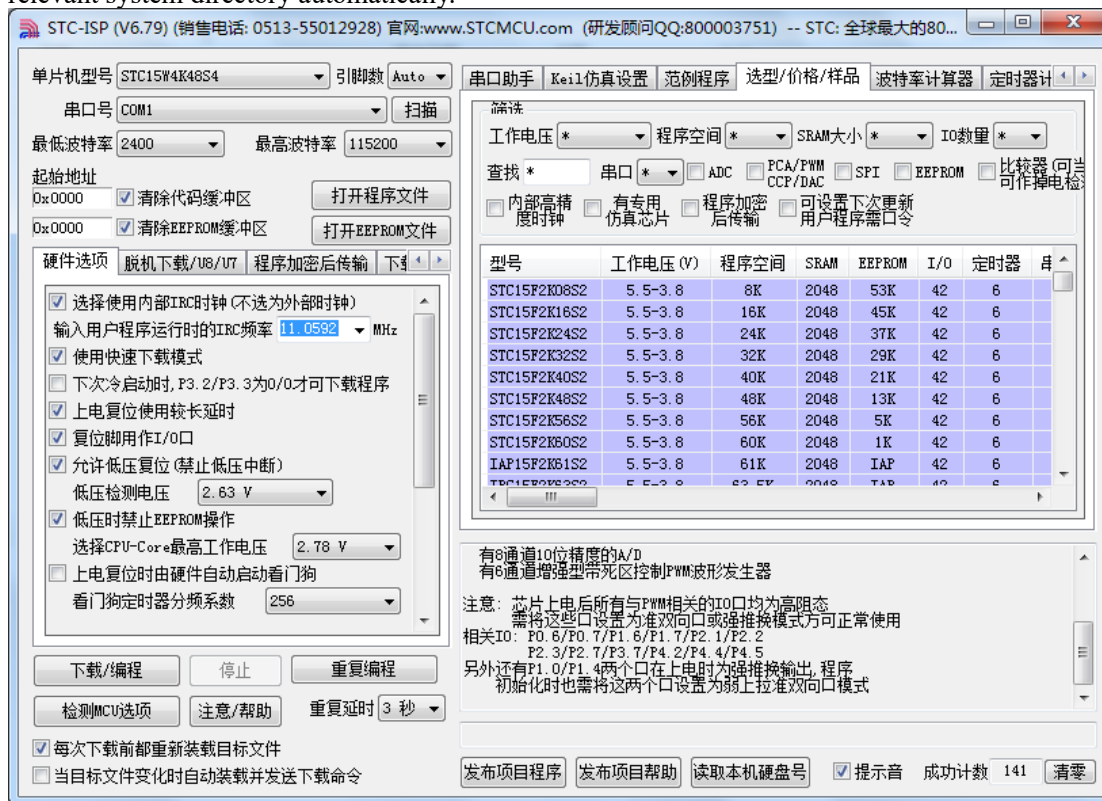 relevant system directory automatically.
STC-ISP (V6.79) (销售电话: 0513-55012928) 官网:www.STCMCU.com (研发顾问QQ:800003751) -- STC: 全球最大的80...
单片机型号 STC15W4K48S4 引脚数 Auto
串口号 COM1 扫描
最低波特率 2400 最高波特率 115200
起始地址
0x0000 清除代码缓冲区 打开程序文件
0x0000 清除EEPROM缓冲区 打开EEPROM文件
硬件选项 脱机下载/U8/U7 程序加密后传输
选择使用内部IRC时钟(不选为外部时钟)
输入用户程序运行时的IRC频率 11.0592 MHz
使用快速下载模式
下次冷启动时,P3.2/P3.3为0/0才可下载程序
上电复位使用较长延时
复位脚用作I/O口
允许低压复位(禁止低压中断)
低压检测电压 2.63 V
低压时禁止EEPROM操作
选择CPU-Core最高工作电压 2.78 V
上电复位时由硬件自动启动看门狗
看门狗定时器分频系数 256
下载/编程 停止 重复编程
检测MCU选项 注意/帮助 重复延时 3 秒
每次下载前都重新装载目标文件
当目标文件变化时自动装载并发送下载命令
串口助手 Keil仿真设置 范例程序 选型/价格/样品 波特率计算器 定时器计
筛选
工作电压 * 程序空间 * SRAM大小 * IO数量 *
查找 * 串口 * ADC PCA/PWM CCP/DAC SPI EEPROM 比较器(可当 可作掉电检
内部高精度时钟 有专用仿真芯片 程序加密后传输 可设置下次更新用户程序需口令
型号 工作电压(V) 程序空间 SRAM EEPROM I/O 定时器
STC15F2K08S2 5.5-3.8 8K 2048 53K 42 6
STC15F2K16S2 5.5-3.8 16K 2048 45K 42 6
STC15F2K24S2 5.5-3.8 24K 2048 37K 42 6
STC15F2K32S2 5.5-3.8 32K 2048 29K 42 6
STC15F2K40S2 5.5-3.8 40K 2048 21K 42 6
STC15F2K48S2 5.5-3.8 48K 2048 13K 42 6
STC15F2K56S2 5.5-3.8 56K 2048 5K 42 6
STC15F2K60S2 5.5-3.8 60K 2048 1K 42 6
IAP15F2K61S2 5.5-3.8 61K 2048 IAP 42 6
有8通道10位精度的A/D
有6通道增强型带死区控制PWM波形发生器
注意: 芯片上电后所有与PWM相关的IO口均为高阻态
需将这些口设置为准双向口或强推挽模式方可正常使用
相关IO: P0.6/P0.7/P1.6/P1.7/P2.1/P2.2
P2.3/P2.7/P3.7/P4.2/P4.4/P4.5
另外还有P1.0/P1.4两个口在上电时为强推挽输出,程序
初始化时也需将这两个口设置为弱上拉准双向口模式
发布项目程序 发布项目帮助 读取本机硬盘号 提示音 成功计数 141 清零